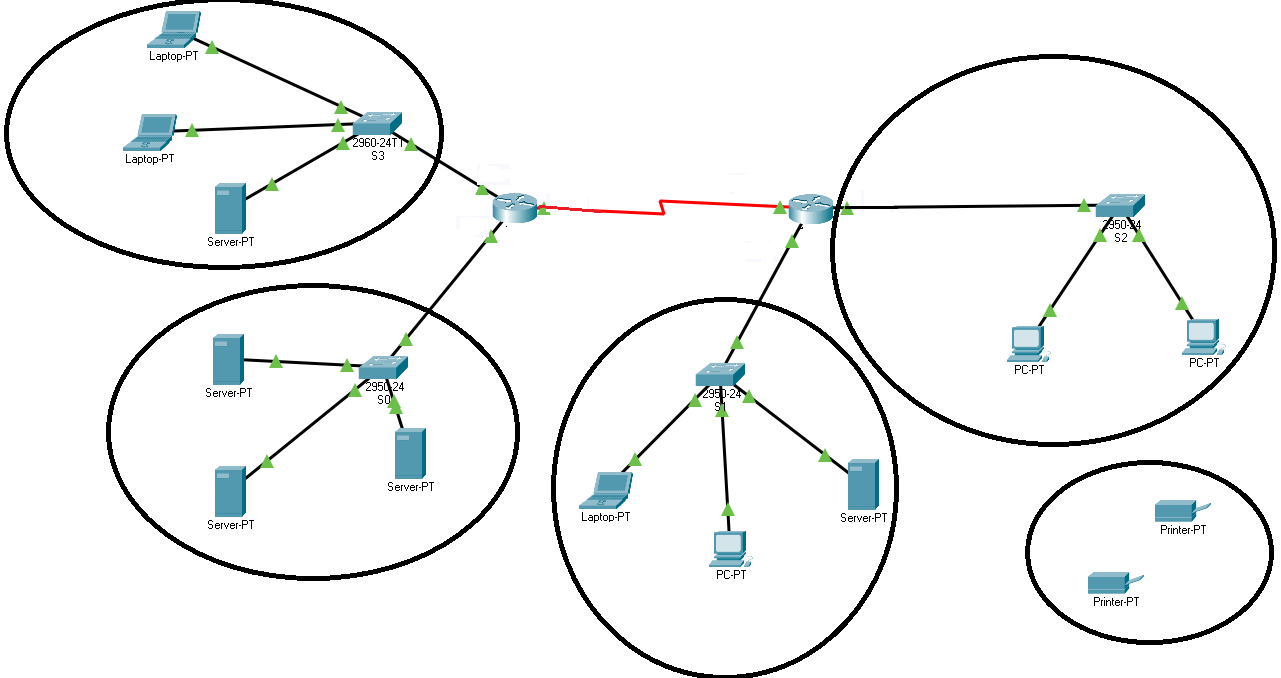 Laptop-PT
Laptop-PT
2960-24TT
S3
Server-PT
Server-PT
2950-24
S0
Server-PT
Server-PT
2950-24
S1
Laptop-PT
Server-PT
PC-PT
2950-24
S2
PC-PT
PC-PT
Printer-PT
Printer-PT